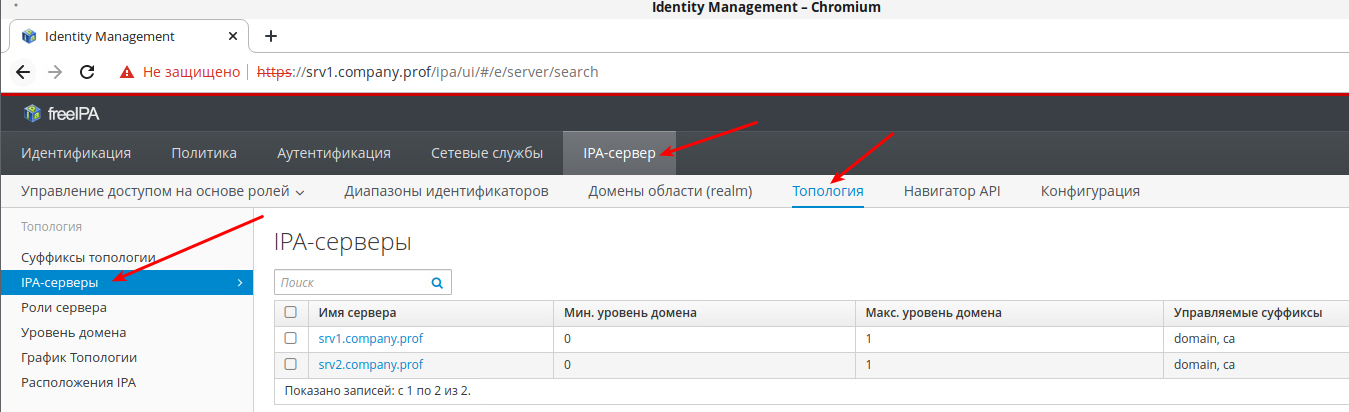 Identity Management – Chromium
Identity Management
Не защищено https://srv1.company.prof/ipa/ui/#/e/server/search
freeIPA
Идентификация Политика Аутентификация Сетевые службы IPA-сервер
Управление доступом на основе ролей Диапазоны идентификаторов Домены области (realm) Топология Навигатор API Конфигурация
Топология
Суффиксы топологии
IPA-серверы
Роли сервера
Уровень домена
График Топологии
Расположения IPA
IPA-серверы
Поиск
Имя сервера Мин. уровень домена Макс. уровень домена Управляемые суффиксы
srv1.company.prof 0 1 domain, ca
srv2.company.prof 0 1 domain, ca
Показано записей: с 1 по 2 из 2.